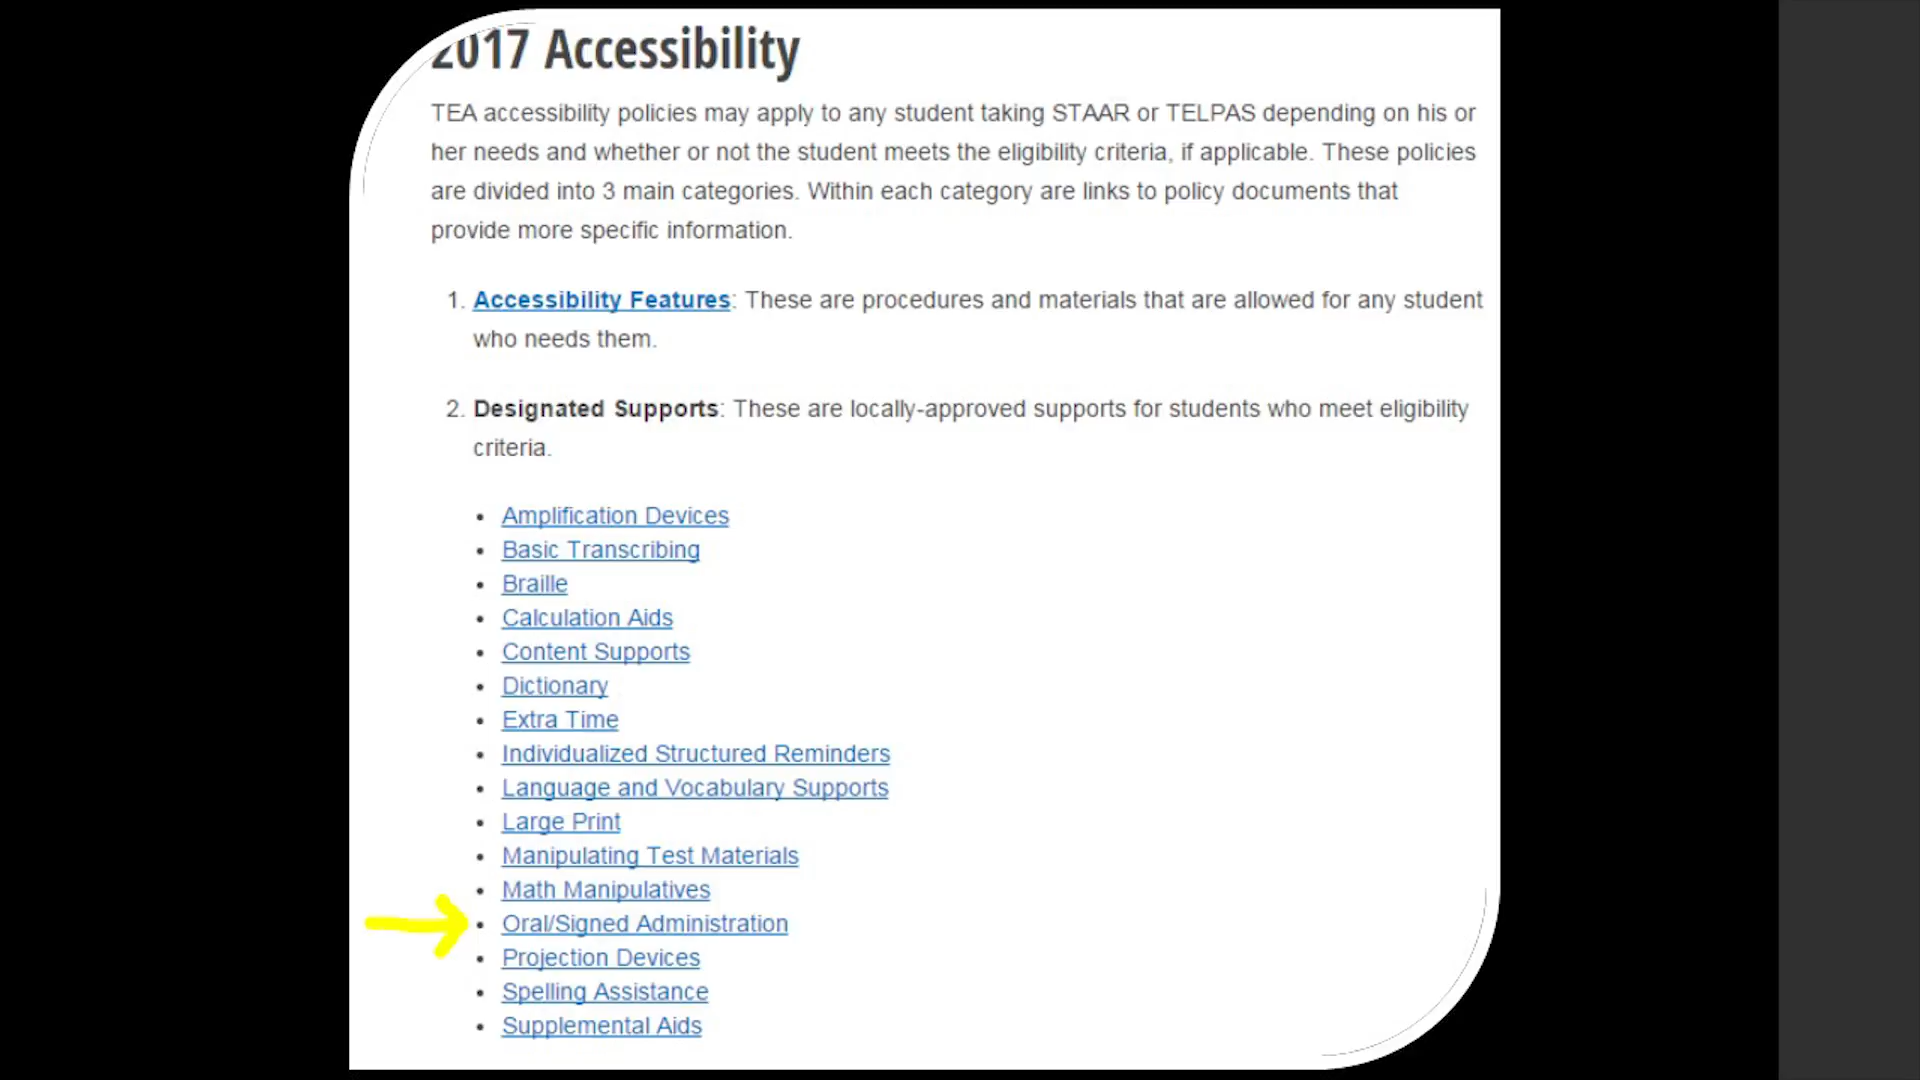 2017 Accessibility
TEA accessibility policies may apply to any student taking STAAR or TELPAS depending on his or
her needs and whether or not the student meets the eligibility criteria, if applicable. These policies
are divided into 3 main categories. Within each category are links to policy documents that
provide more specific information.
1. Accessibility Features: These are procedures and materials that are allowed for any student
who needs them.
2. Designated Supports: These are locally-approved supports for students who meet eligibility
criteria.
• Amplification Devices
• Basic Transcribing
• Braille
• Calculation Aids
• Content Supports
• Dictionary
• Extra Time
• Individualized Structured Reminders
• Language and Vocabulary Supports
• Large Print
• Manipulating Test Materials
• Math Manipulatives
• Oral/Signed Administration
• Projection Devices
• Spelling Assistance
• Supplemental Aids